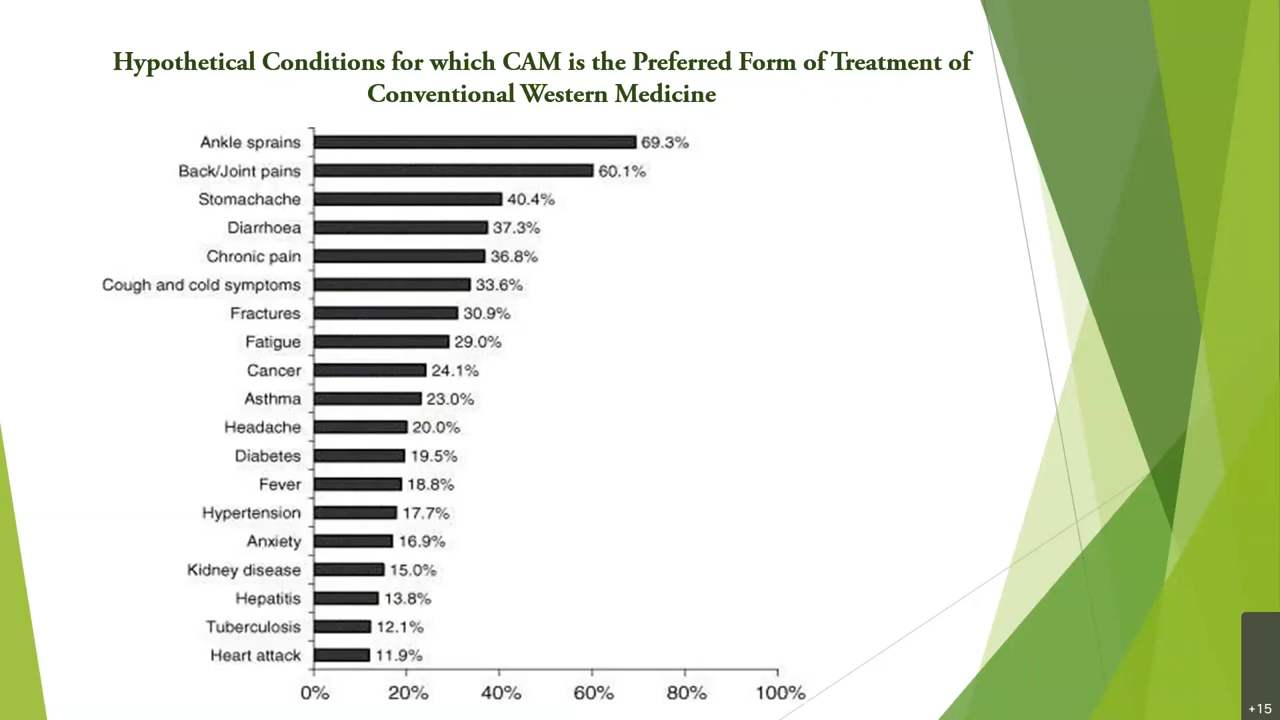 Hypothetical Conditions for which CAM is the Preferred Form of Treatment of
Conventional Western Medicine
Ankle sprains 69.3%
Back/Joint pains 60.1%
Stomachache 40.4%
Diarrhoea 37.3%
Chronic pain 36.8%
Cough and cold symptoms 33.6%
Fractures 30.9%
Fatigue 29.0%
Cancer 24.1%
Asthma 23.0%
Headache 20.0%
Diabetes 19.5%
Fever 18.8%
Hypertension 17.7%
Anxiety 16.9%
Kidney disease 15.0%
Hepatitis 13.8%
Tuberculosis 12.1%
Heart attack 11.9%
0% 20% 40% 60% 80% 100%
+15